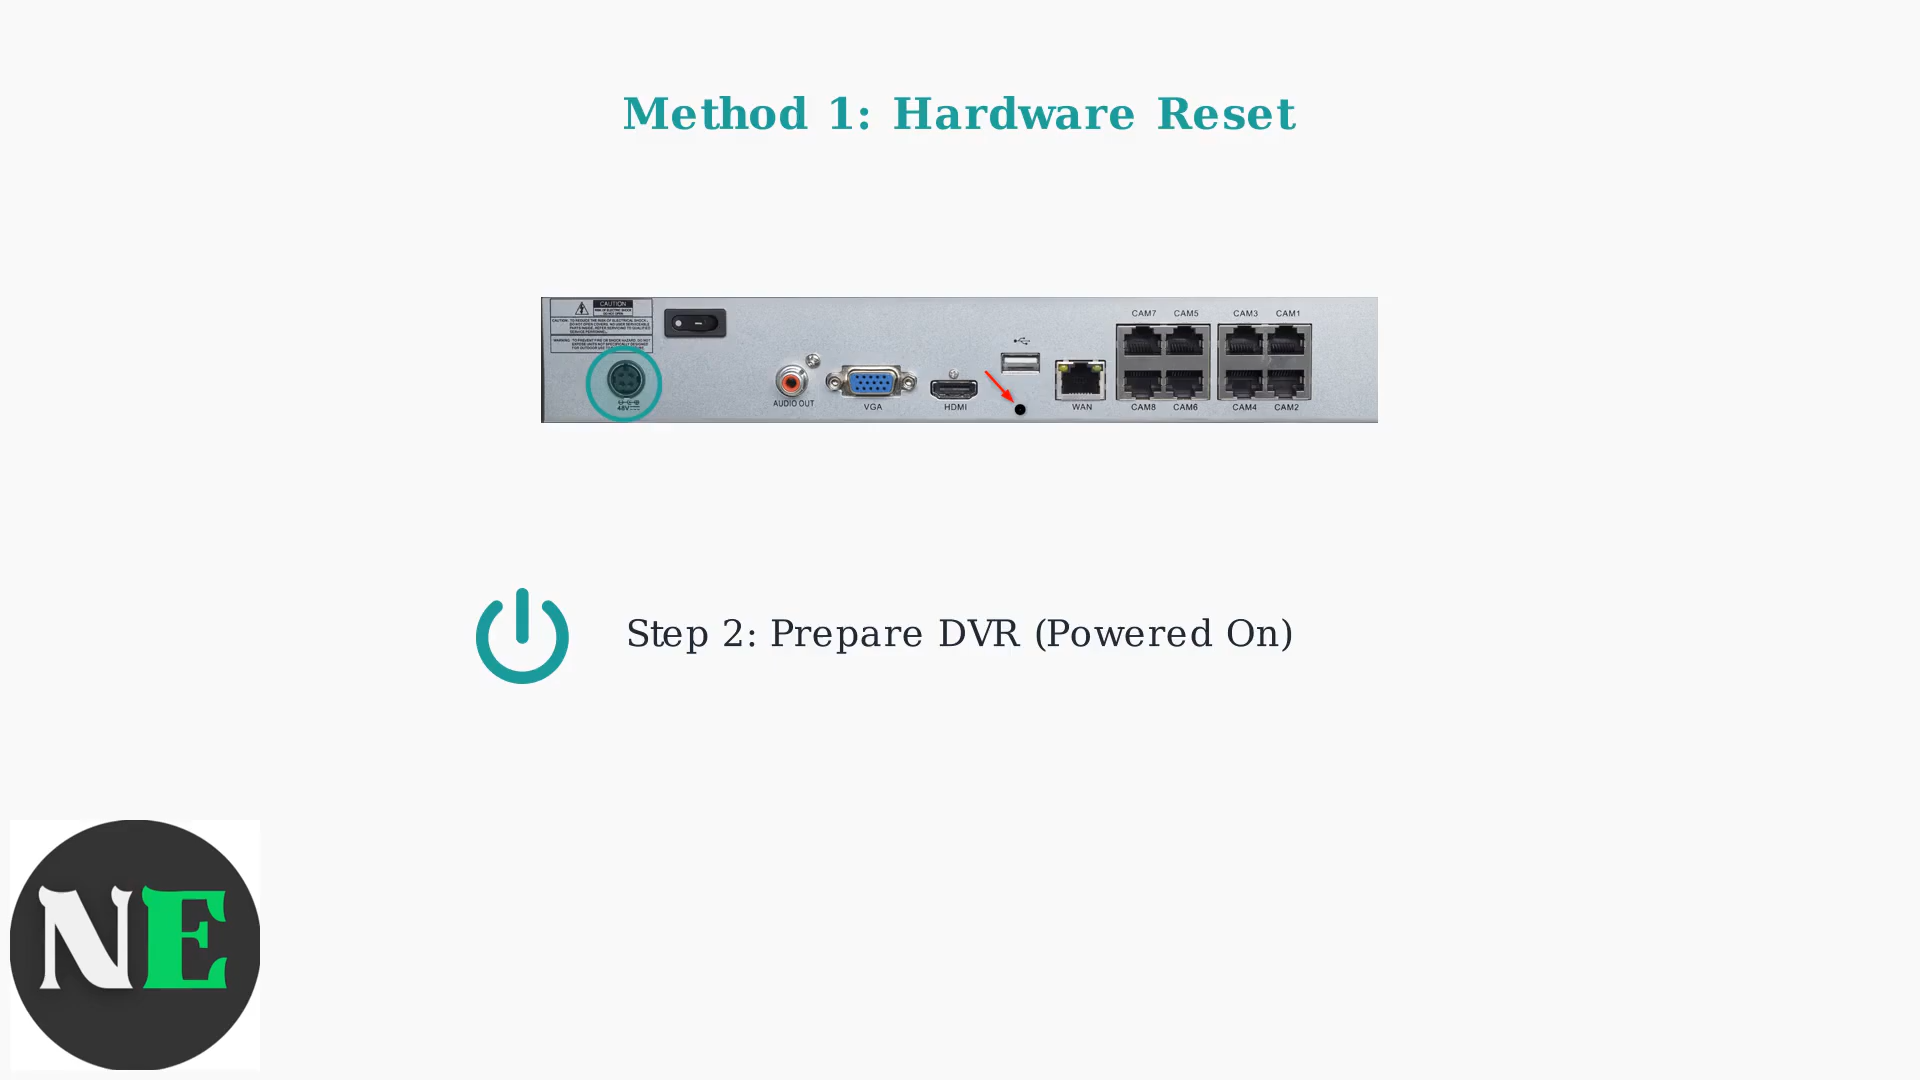 Method 1: Hardware Reset
CAUTION
CAM7 CAM5 CAM3 CAM1
48V
AUDIO OUT
VGA
HDMI
WAN
CAM8 CAM6 CAM4 CAM2
Step 2: Prepare DVR (Powered On)
NE